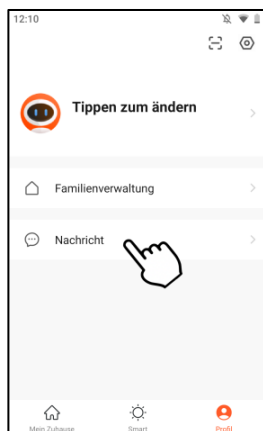 12:10
Tippen zum ändern
Familienverwaltung
Nachricht
Mein Zuhause
Smart
Profil